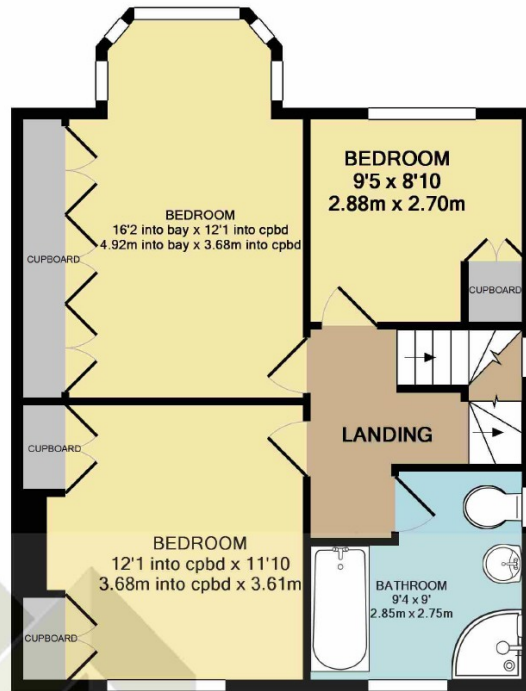 BEDROOM
16'2 into bay x 12'1 into cpbd
4.92m into bay x 3.68m into cpbd
CUPBOARD
BEDROOM
9'5 x 8'10
2.88m x 2.70m
CUPBOARD
LANDING
CUPBOARD
BEDROOM
12'1 into cpbd x 11'10
3.68m into cpbd x 3.61m
CUPBOARD
BATHROOM
9'4 x 9'
2.85m x 2.75m